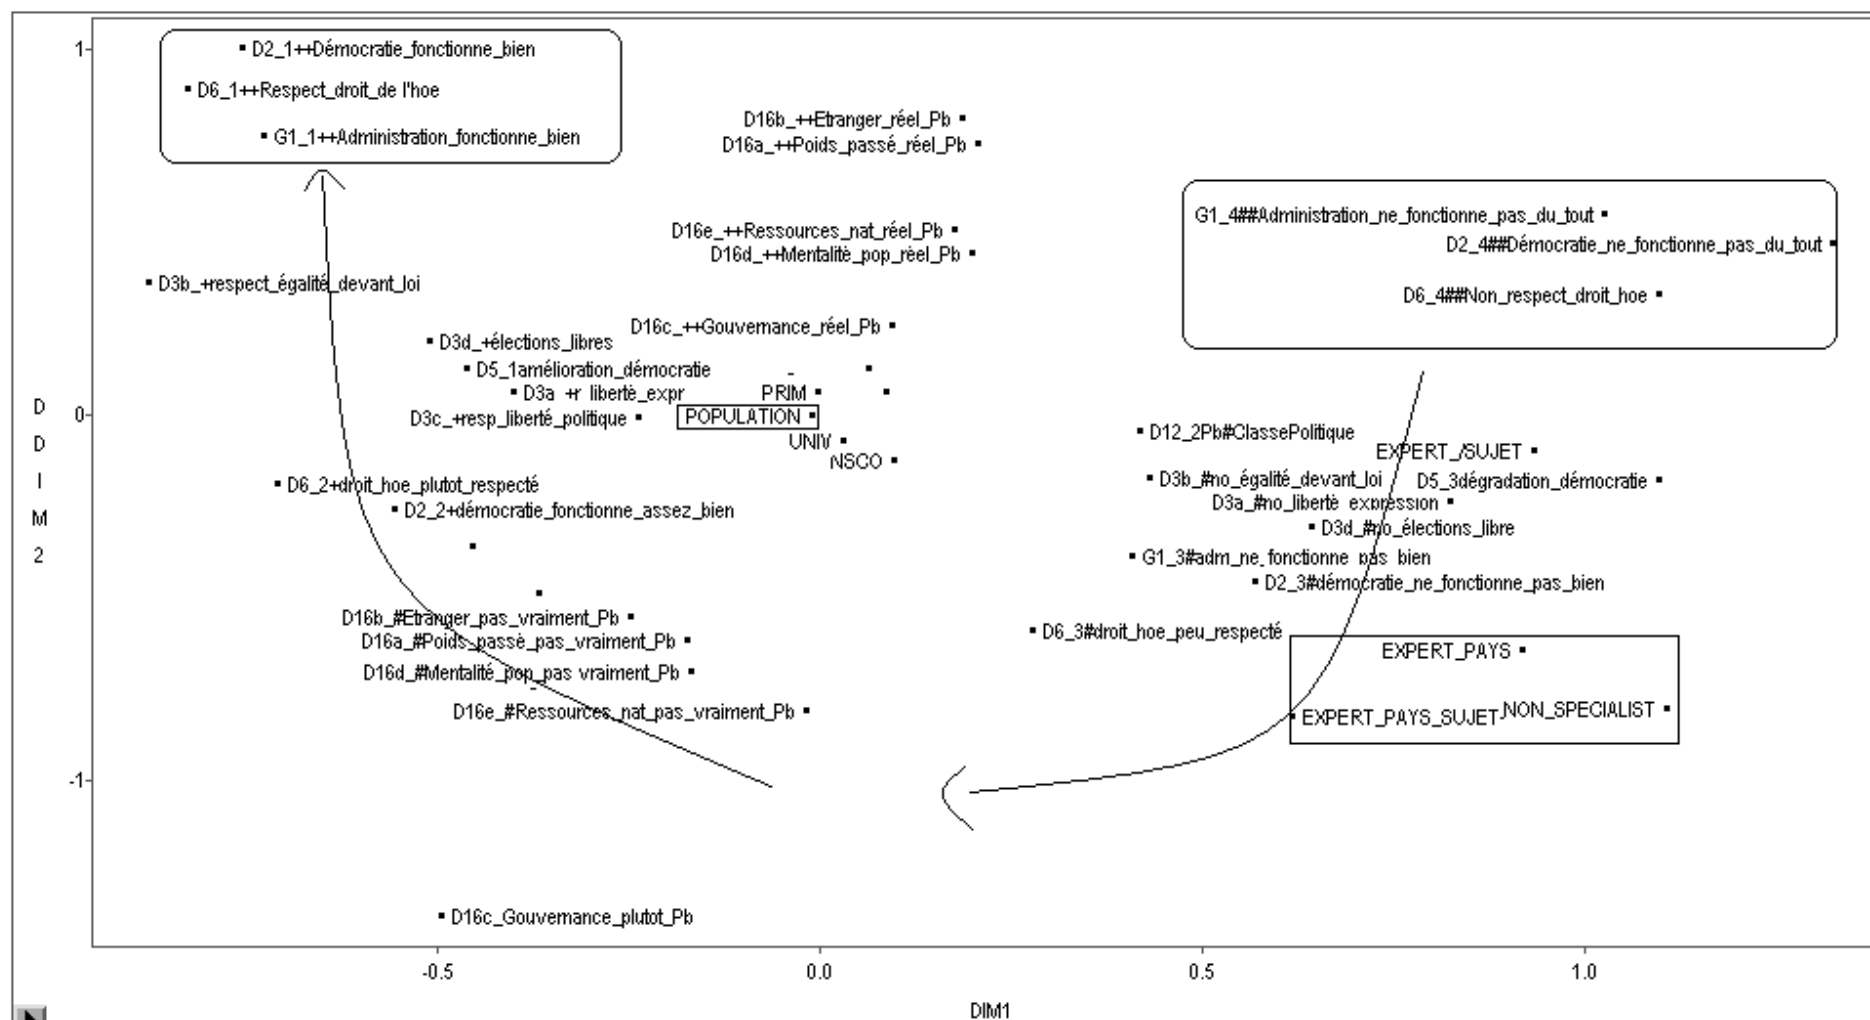 1
D2_1++Démocratie_fonctionne_bien
D6_1++Respect_droit_de l'hoe
G1_1++Administration_fonctionne_bien
D16b_++Etranger_réel_Pb
D16a_++Poids_passé_réel_Pb
G1_4##Administration_ne_fonctionne_pas_du_tout
D16e_++Ressources_nat_réel_Pb
D2_4##Démocratie_ne_fonctionne_pas_du_tout
D16d_++Mentalité_pop_réel_Pb
D3b_+respect_égalité_devant_loi
D6_4##Non_respect_droit_hoe
D16c_++Gouvernance_réel_Pb
D3d_+élections_libres
D5_1amélioration_démocratie
D3a_+r_liberté_expr
PRIM
0
D3c_+resp_liberté_politique
POPULATION
D12_2Pb#ClassePolitique
UNIV
EXPERT_/SUJET
NSCO
D3b_#no_égalité_devant_loi
D5_3dégradation_démocratie
D6_2+droit_hoe_plutot_respecté
D3a_#no_liberté_expression
D2_2+démocratie_fonctionne_assez_bien
D3d_#no_élections_libre
G1_3#adm_ne_fonctionne_pas_bien
D2_3#démocratie_ne_fonctionne_pas_bien
D16b_#Etranger_pas_vraiment_Pb
D6_3#droit_hoe_peu_respecté
D16a_#Poids_passé_pas_vraiment_Pb
EXPERT_PAYS
D16d_#Mentalité_pop_pas_vraiment_Pb
D16e_#Ressources_nat_pas_vraiment_Pb
EXPERT_PAYS_SUJET
NON_SPECIALIST
-1
D16c_Gouvernance_plutot_Pb
D
D
I
M
2
-0.5
0.0
0.5
1.0
DIM1